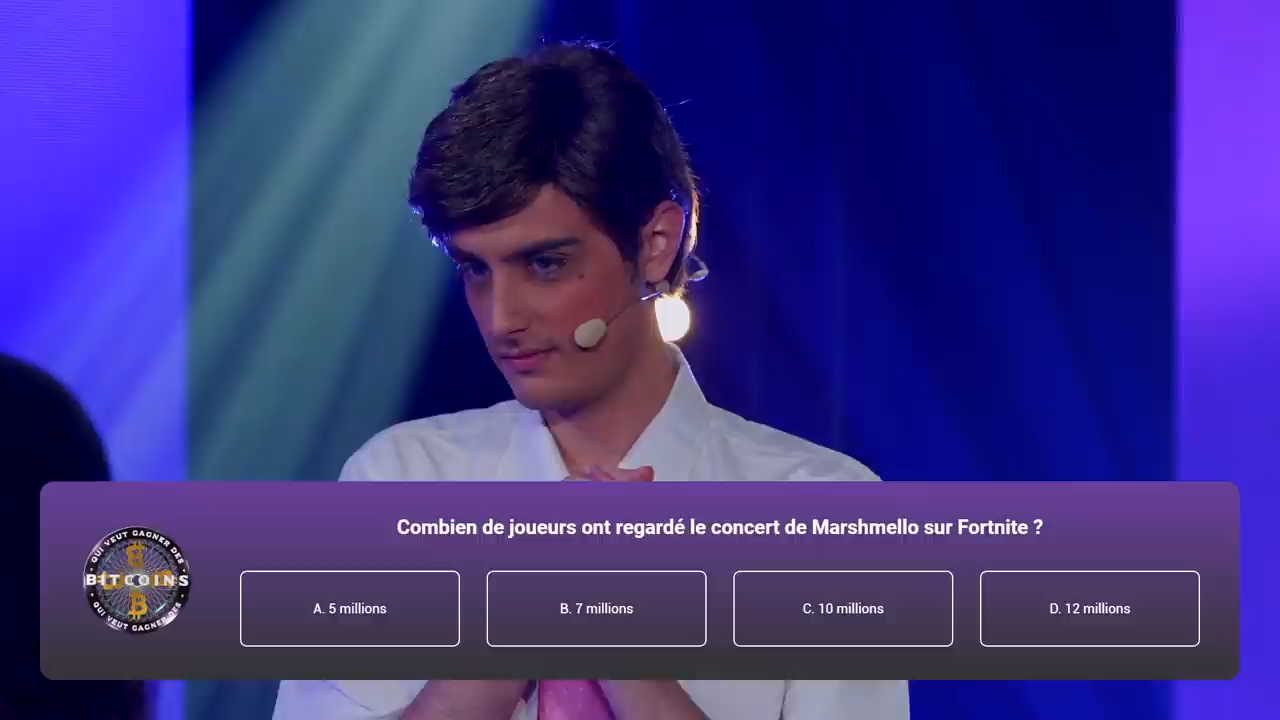 Combien de joueurs ont regardé le concert de Marshmello sur Fortnite ?
QUI VEUT GAGNER DES
BITCOINS
QUI VEUT GAGNER DES
A. 5 millions
B. 7 millions
C. 10 millions
D. 12 millions